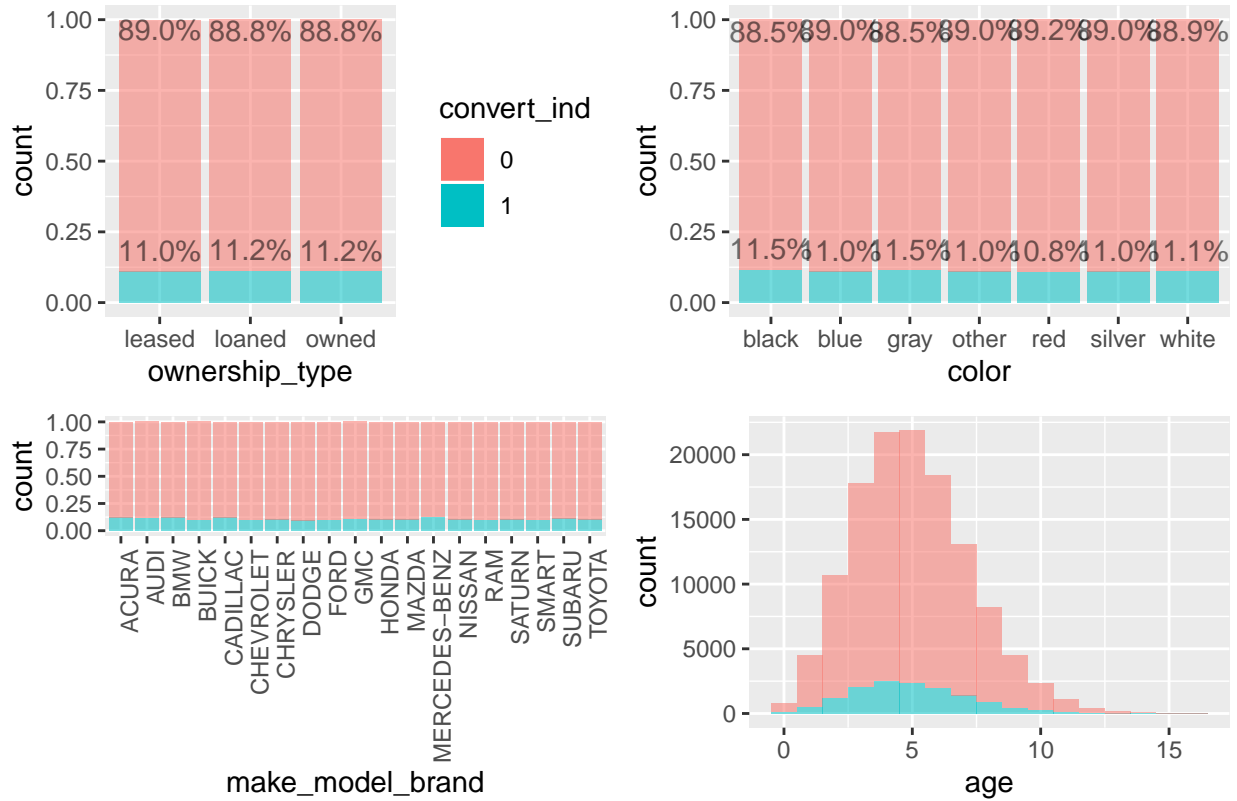 1.00
0.75
0.50
0.25
0.00
count
89.0% 88.8% 88.8%
11.0% 11.2% 11.2%
leased loaned owned
ownership_type
convert_ind
0
1
1.00
0.75
0.50
0.25
0.00
count
88.5% 89.0% 88.5% 89.0% 89.2% 89.0% 88.9%
11.5% 11.0% 11.5% 11.0% 10.8% 11.0% 11.1%
black blue gray other red silver white
color
1.00
0.75
0.50
0.25
0.00
count
ACURA
AUDI
BMW
BUICK
CADILLAC
CHEVROLET
CHRYSLER
DODGE
FORD
GMC
HONDA
MAZDA
MERCEDES−BENZ
NISSAN
RAM
SATURN
SMART
SUBARU
TOYOTA
make_model_brand
20000
15000
10000
5000
0
count
0 5 10 15
age